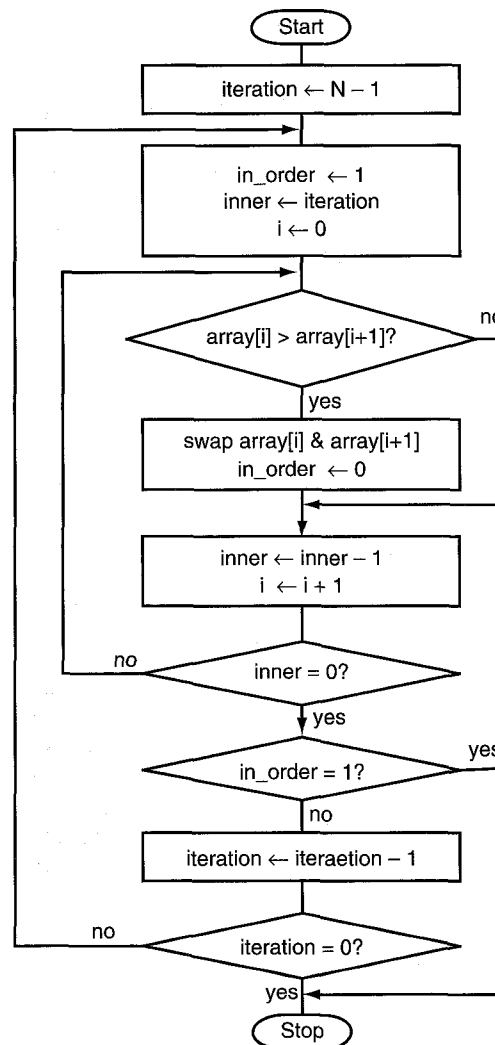 Start
iteration ← N – 1
in_order ← 1
inner ← iteration
i ← 0
array[i] > array[i+1]?
no
yes
swap array[i] & array[i+1]
in_order ← 0
inner ← inner – 1
i ← i + 1
no
inner = 0?
yes
in_order = 1?
yes
no
iteration ← iteraetion – 1
no
iteration = 0?
yes
Stop